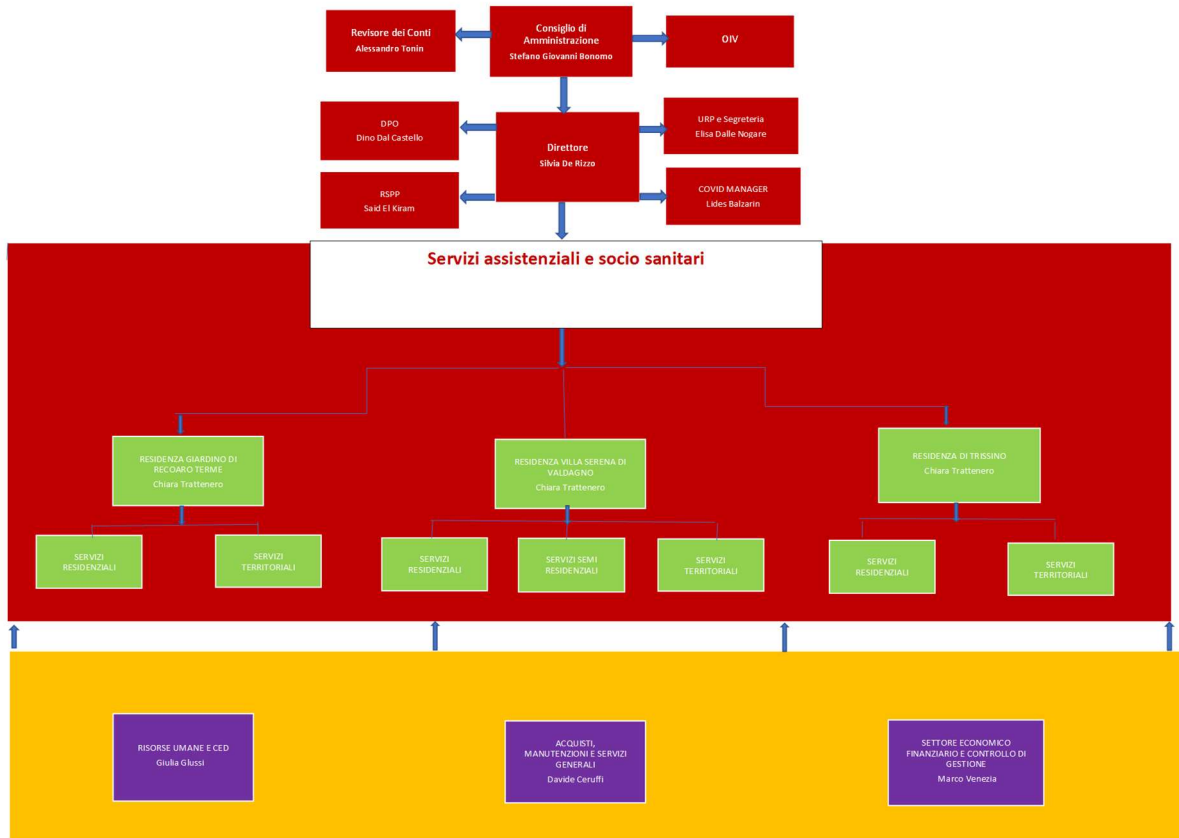 Revisore dei Conti
Alessandro Tonin
Consiglio di
Amministrazione
Stefano Giovanni Bonomo
OIV
DPO
Dino Dal Castello
Direttore
Silvia De Rizzo
URP e Segreteria
Elisa Dalle Nogare
RSPP
Said El Kiram
COVID MANAGER
Lides Balzarin
Servizi assistenziali e socio sanitari
RESIDENZA GIARDINO DI
RECOARO TERME
Chiara Trattenero
RESIDENZA VILLA SERENA DI
VALDAGNO
Chiara Trattenero
RESIDENZA DI TRISSINO
Chiara Trattenero
SERVIZI
RESIDENZIALI
SERVIZI
TERRITORIALI
SERVIZI
RESIDENZIALI
SERVIZI SEMI
RESIDENZIALI
SERVIZI
TERRITORIALI
SERVIZI
RESIDENZIALI
SERVIZI
TERRITORIALI
RISORSE UMANE E CED
Giulia Glussi
ACQUISTI,
MANUTENZIONI E SERVIZI
GENERALI
Davide Ceruffi
SETTORE ECONOMICO
FINANZIARIO E CONTROLLO DI
GESTIONE
Marco Venezia